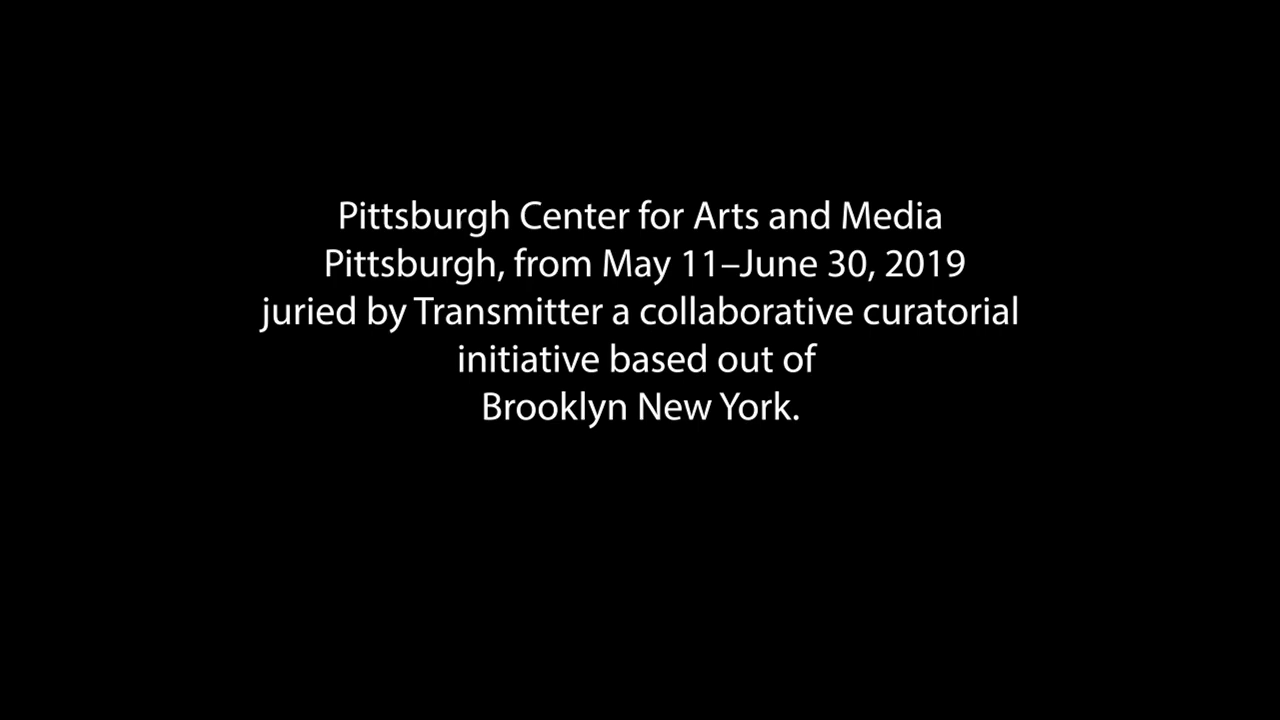 Pittsburgh Center for Arts and Media
Pittsburgh, from May 11–June 30, 2019
juried by Transmitter a collaborative curatorial
initiative based out of
Brooklyn New York.